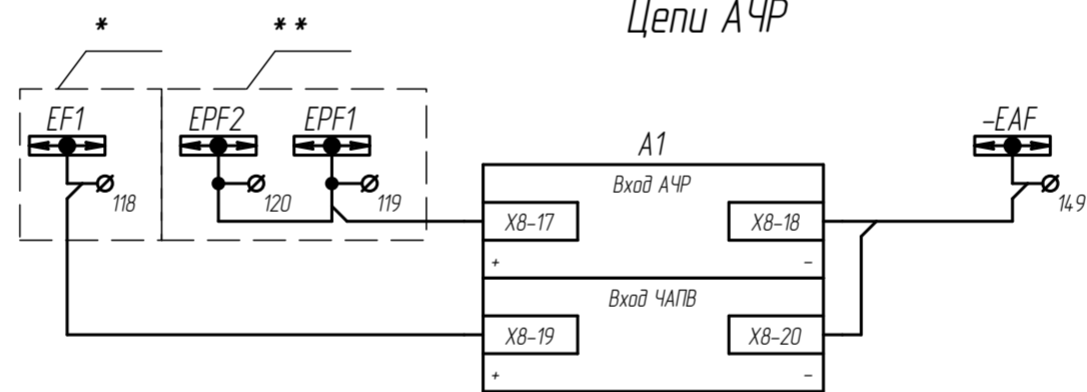 Цепи АЧР
*
* *
EF1
EPF2
EPF1
-EAF
118
120
119
149
A1
Вход АЧР
X8-17
X8-18
+
-
Вход ЧАПВ
X8-19
X8-20
+
-